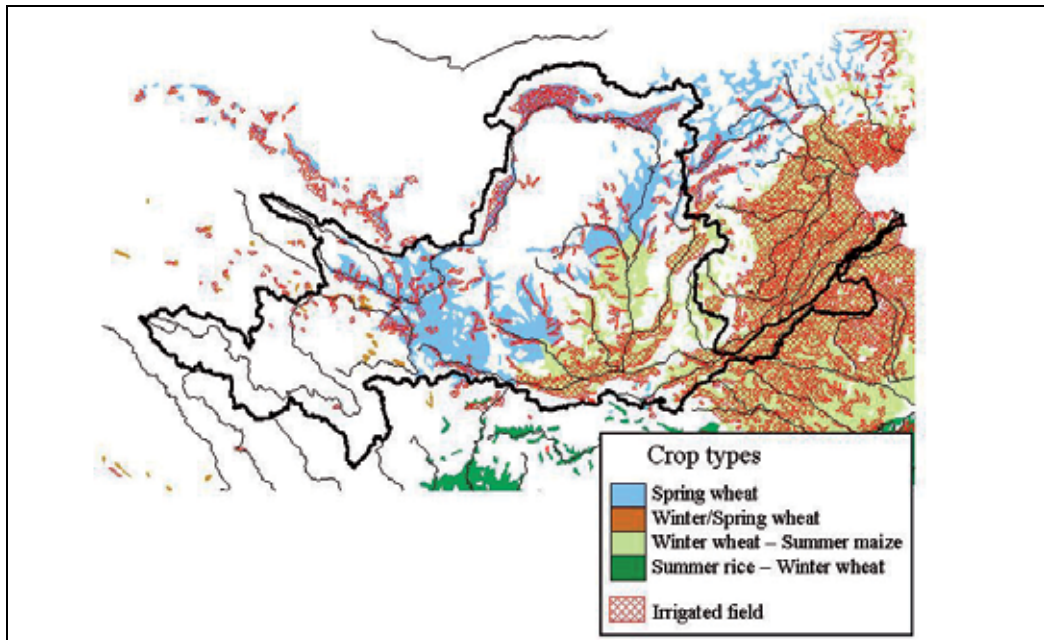 Crop types
Spring wheat
Winter/Spring wheat
Winter wheat – Summer maize
Summer rice – Winter wheat
Irrigated field